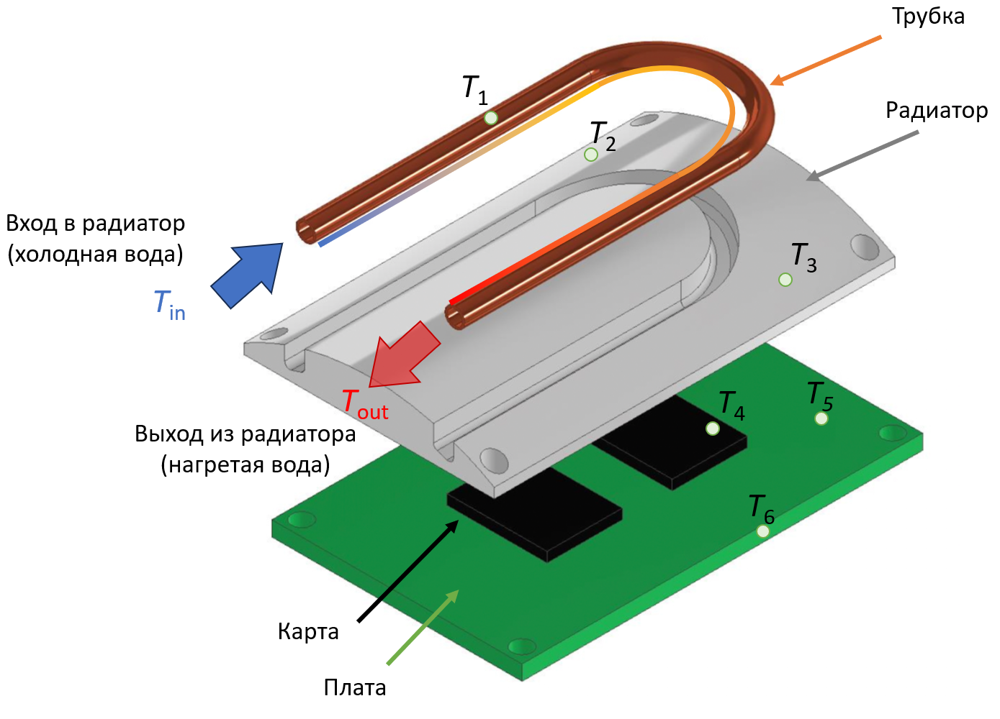 Трубка
T1
Радиатор
T2
Вход в радиатор
(холодная вода)
Tin
T3
Tout
T4
T5
Выход из радиатора
(нагретая вода)
T6
Карта
Плата